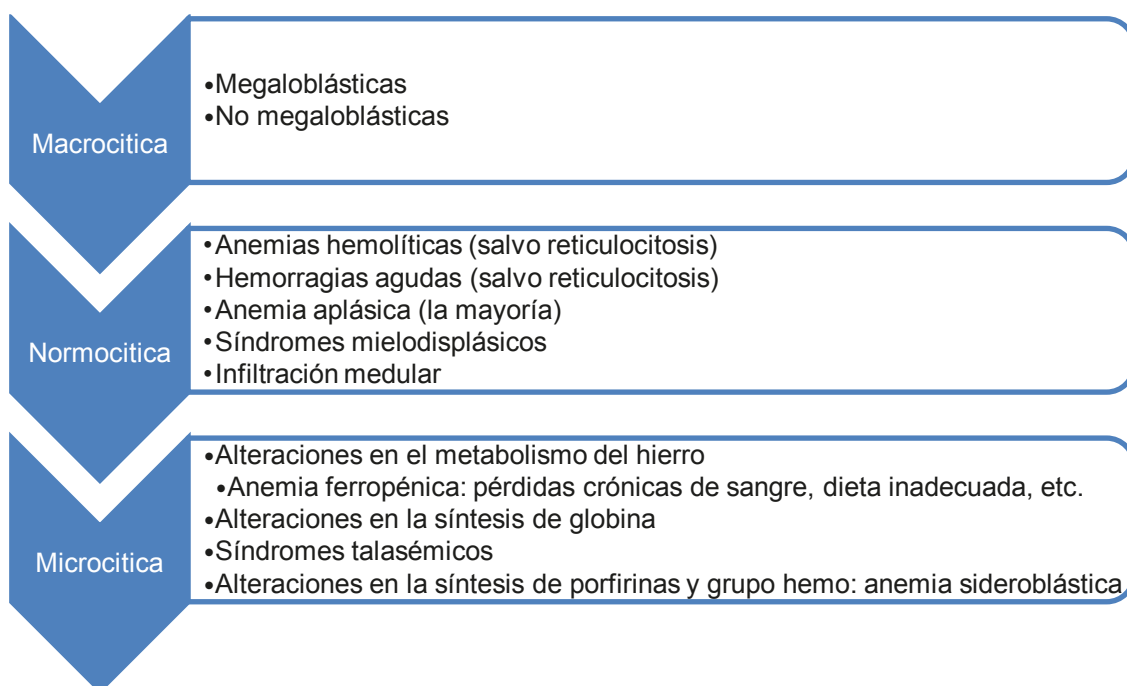 Macrocitica
•Megaloblásticas
•No megaloblásticas
Normocitica
•Anemias hemolíticas (salvo reticulocitosis)
•Hemorragias agudas (salvo reticulocitosis)
•Anemia aplásica (la mayoría)
•Síndromes mielodisplásicos
•Infiltración medular
Microcitica
•Alteraciones en el metabolismo del hierro
•Anemia ferropénica: pérdidas crónicas de sangre, dieta inadecuada, etc.
•Alteraciones en la síntesis de globina
•Síndromes talasémicos
•Alteraciones en la síntesis de porfirinas y grupo hemo: anemia sideroblástica